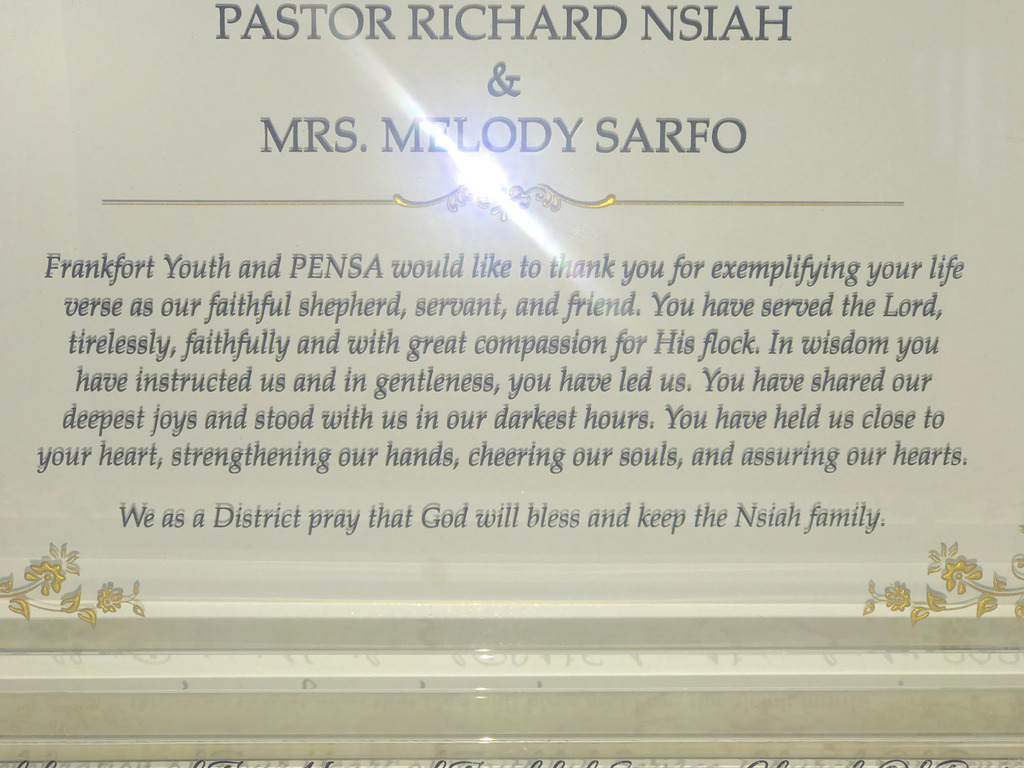 PASTOR RICHARD NSIAH
&
MRS. MELODY SARFO
Frankfort Youth and PENSA would like to thank you for exemplifying your life
verse as our faithful shepherd, servant, and friend. You have served the Lord,
tirelessly, faithfully and with great compassion for His flock. In wisdom you
have instructed us and in gentleness, you have led us. You have shared our
deepest joys and stood with us in our darkest hours. You have held us close to
your heart, strengthening our hands, cheering our souls, and assuring our hearts.
We as a District pray that God will bless and keep the Nsiah family.